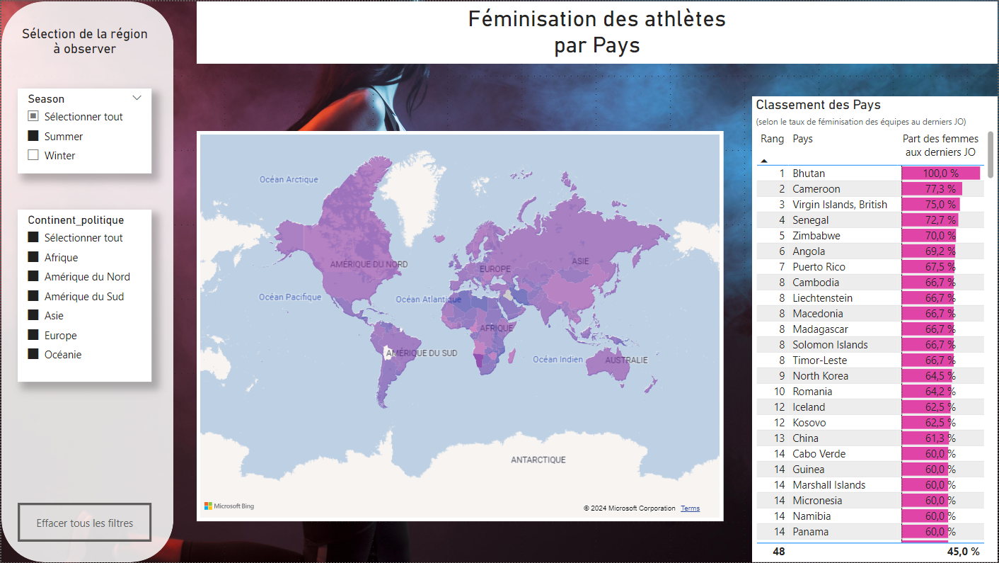 Féminisation des athlètes
par Pays
Sélection de la région
à observer
Season
Sélectionner tout
Summer
Winter
Continent_politique
Sélectionner tout
Afrique
Amérique du Nord
Amérique du Sud
Asie
Europe
Océanie
Effacer tous les filtres
Océan Arctique
AMÉRIQUE DU NORD
EUROPE
ASIE
Océan Pacifique
Océan Atlantique
AFRIQUE
AMÉRIQUE DU SUD
Océan Indien
AUSTRALIE
ANTARCTIQUE
Microsoft Bing
© 2024 Microsoft Corporation Terms
Classement des Pays
(selon le taux de féminisation des équipes au derniers JO)
Rang Pays Part des femmes
aux derniers JO
1 Bhutan 100,0 %
2 Cameroon 77,3 %
3 Virgin Islands, British 75,0 %
4 Senegal 72,7 %
5 Zimbabwe 70,0 %
6 Angola 69,2 %
7 Puerto Rico 67,5 %
8 Cambodia 66,7 %
8 Liechtenstein 66,7 %
8 Macedonia 66,7 %
8 Madagascar 66,7 %
8 Solomon Islands 66,7 %
8 Timor-Leste 66,7 %
9 North Korea 64,5 %
10 Romania 64,2 %
12 Iceland 62,5 %
12 Kosovo 62,5 %
13 China 61,3 %
14 Cabo Verde 60,0 %
14 Guinea 60,0 %
14 Marshall Islands 60,0 %
14 Micronesia 60,0 %
14 Namibia 60,0 %
14 Panama 60,0 %
48 45,0 %